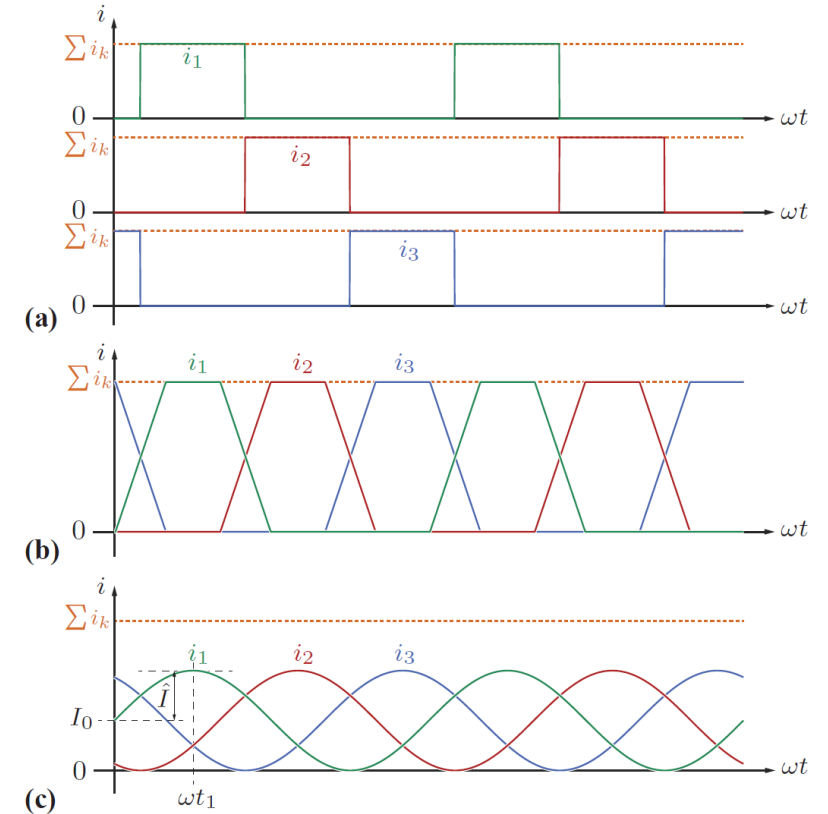 i
∑ i_k
i_1
0
ωt
∑ i_k
i_2
0
ωt
∑ i_k
i_3
0
ωt
(a)
i
∑ i_k
i_1 i_2 i_3
0
ωt
(b)
i
∑ i_k
i_1 i_2 i_3
Î
I_0
0
ωt
ωt_1
(c)